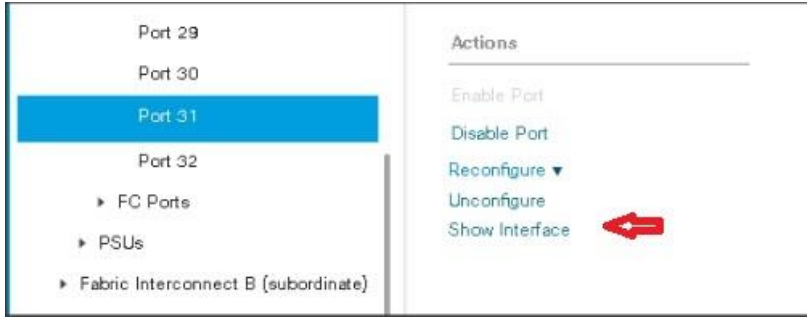 Port 29
Port 30
Port 31
Port 32
FC Ports
PSUs
Fabric Interconnect B (subordinate)
Actions
Enable Port
Disable Port
Reconfigure
Unconfigure
Show Interface